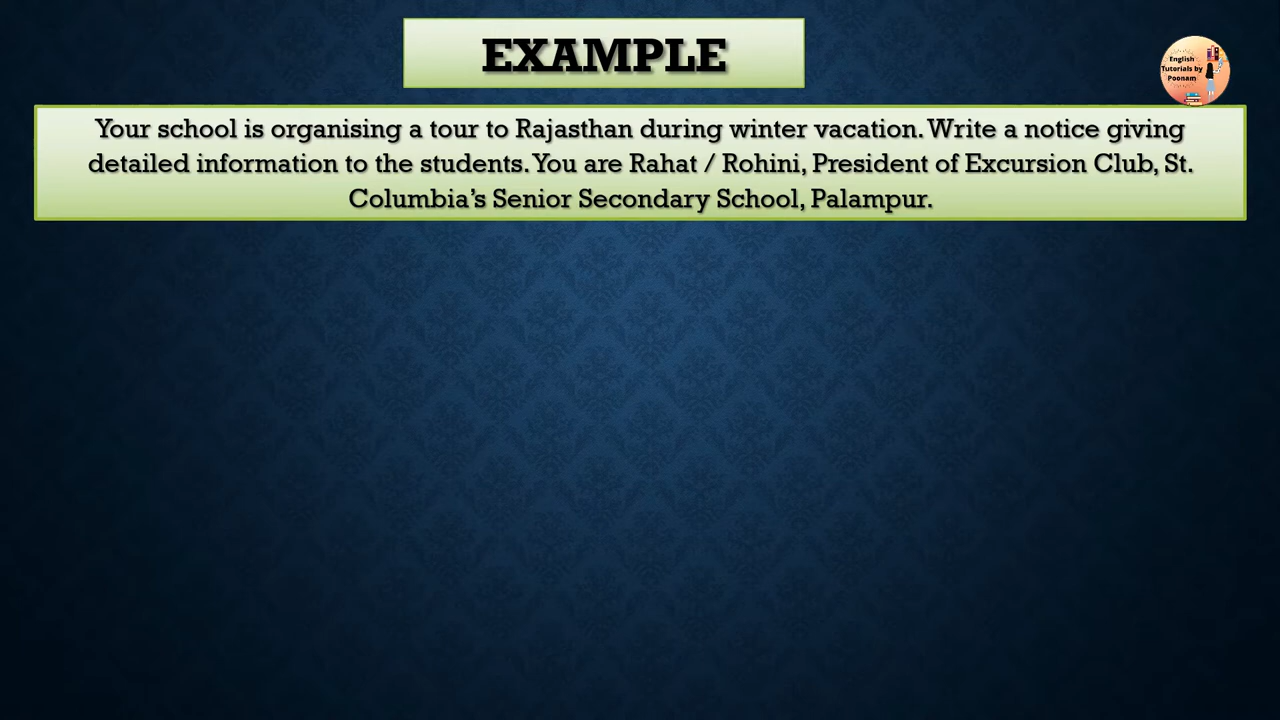 EXAMPLE
English
Tutorials by
Poonam
Your school is organising a tour to Rajasthan during winter vacation. Write a notice giving
detailed information to the students. You are Rahat / Rohini, President of Excursion Club, St.
Columbia's Senior Secondary School, Palampur.